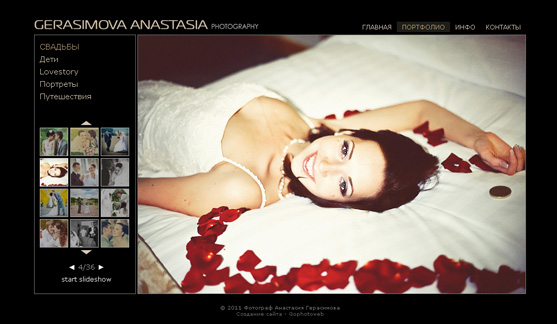 GERASIMOVA ANASTASIA PHOTOGRAPHY
ГЛАВНАЯ ПОРТФОЛИО ИНФО КОНТАКТЫ
СВАДЬБЫ
Дети
Lovestory
Портреты
Путешествия
◄ 4/36 ►
start slideshow
© 2011 Фотограф Анастасия Герасимова
Создание сайта - Gophotoweb